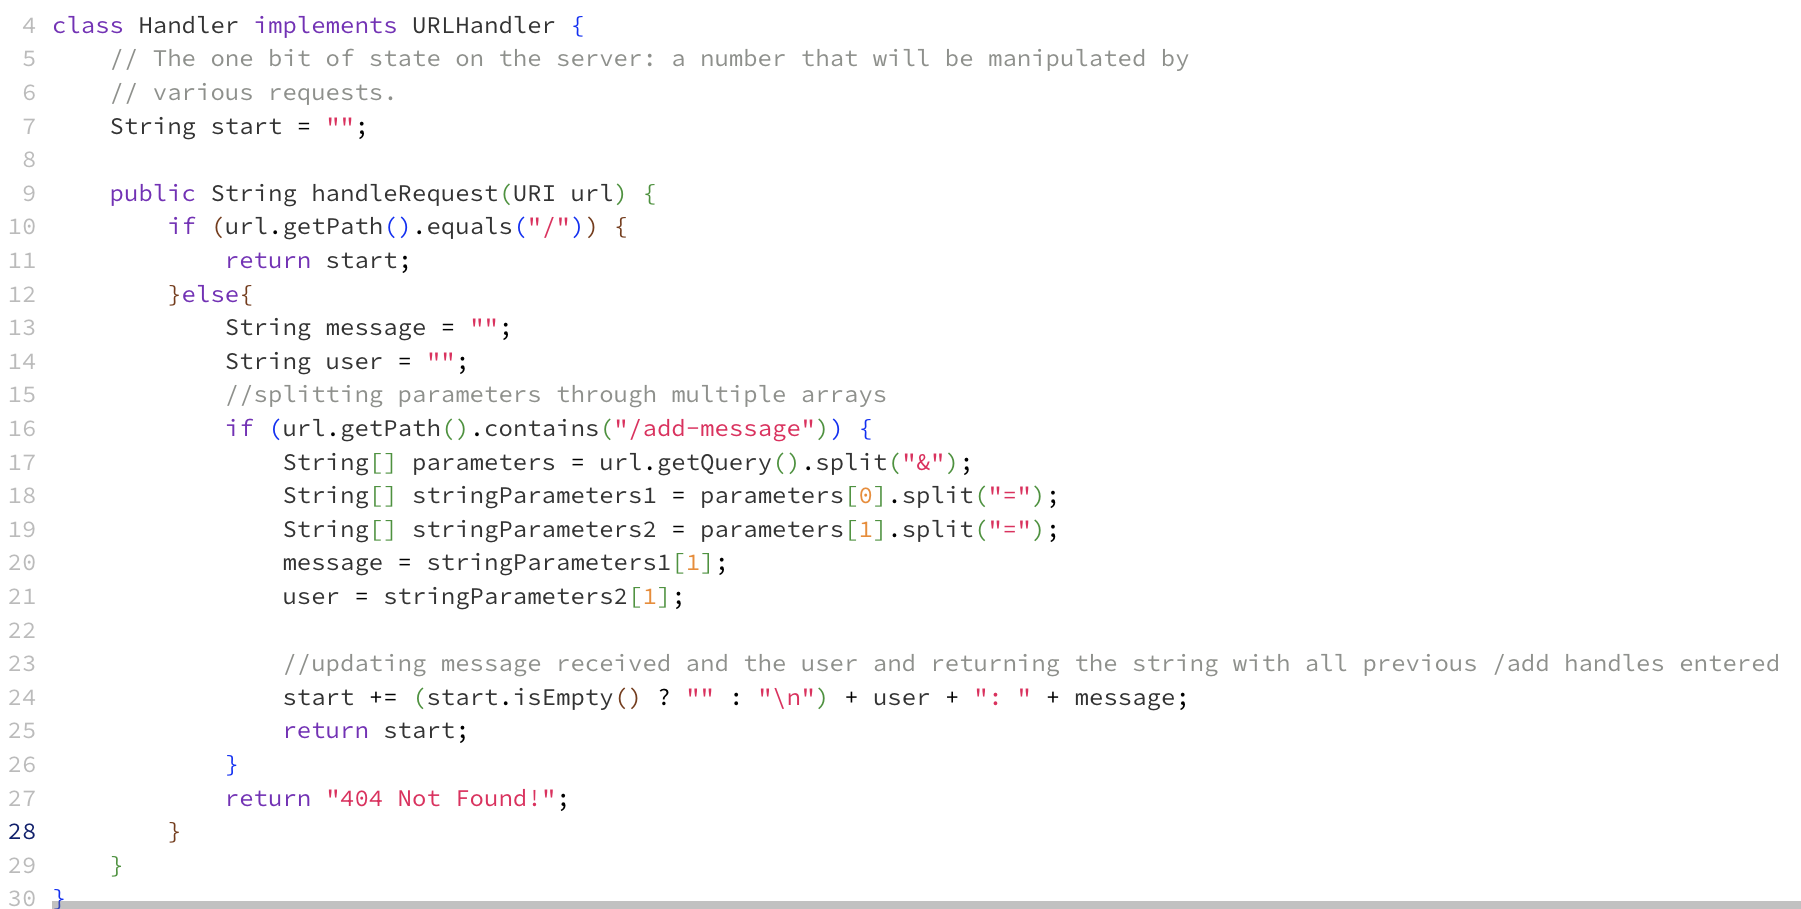 4 class Handler implements URLHandler {
5 // The one bit of state on the server: a number that will be manipulated by
6 // various requests.
7 String start = "";
8
9 public String handleRequest(URI url) {
10 if (url.getPath().equals("/")) {
11 return start;
12 }else{
13 String message = "";
14 String user = "";
15 //splitting parameters through multiple arrays
16 if (url.getPath().contains("/add-message")) {
17 String[] parameters = url.getQuery().split("&");
18 String[] stringParameters1 = parameters[0].split("=");
19 String[] stringParameters2 = parameters[1].split("=");
20 message = stringParameters1[1];
21 user = stringParameters2[1];
22
23 //updating message received and the user and returning the string with all previous /add handles entered
24 start += (start.isEmpty() ? "" : "\n") + user + ": " + message;
25 return start;
26 }
27 return "404 Not Found!";
28 }
29 }
30 }